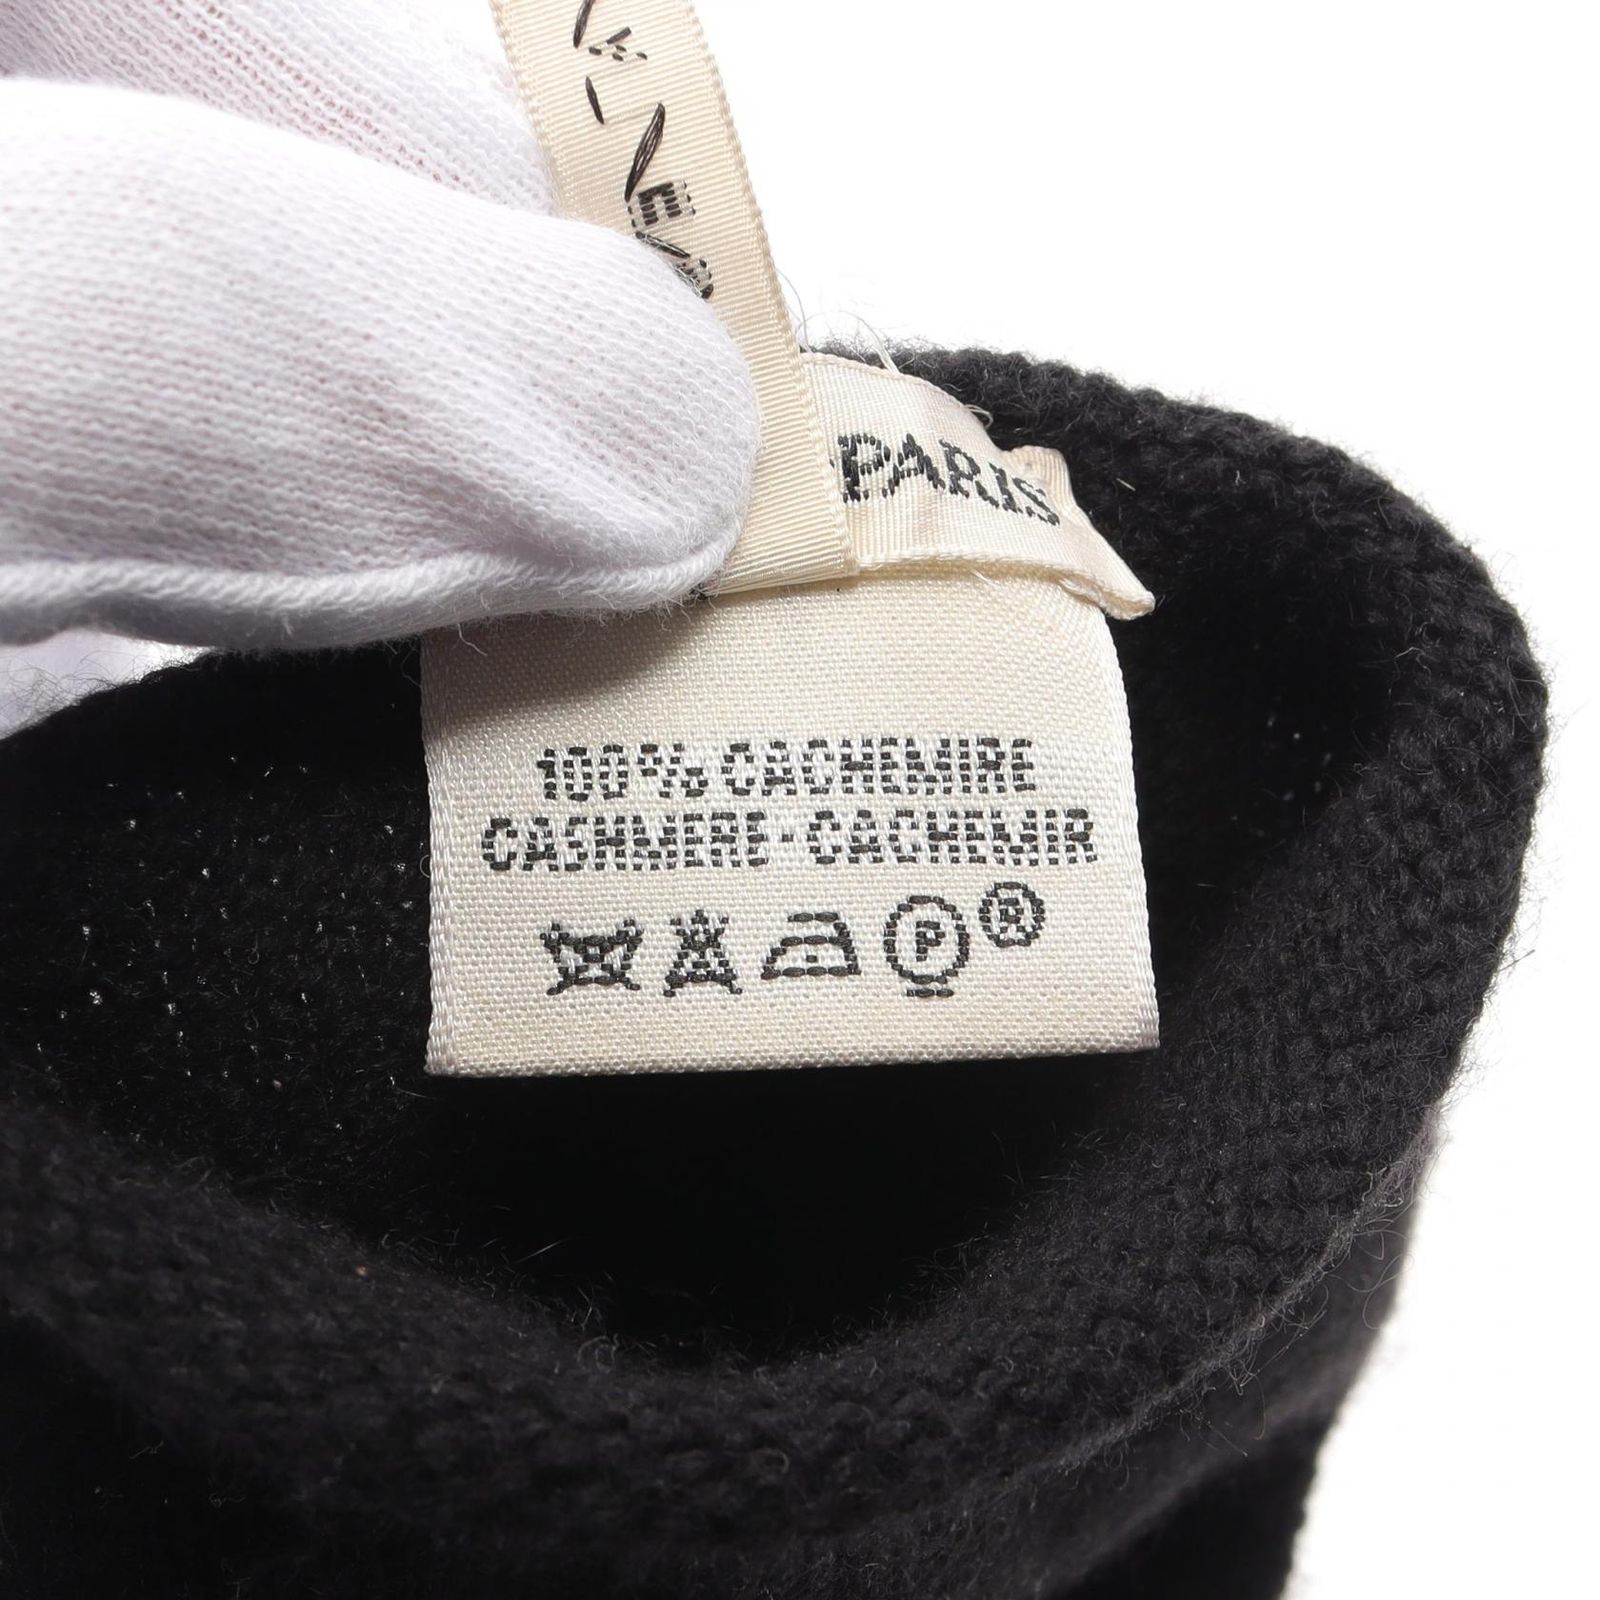 PARIS
100% CACHEMIRE
CASHMERE-CACHEMIR
P ®